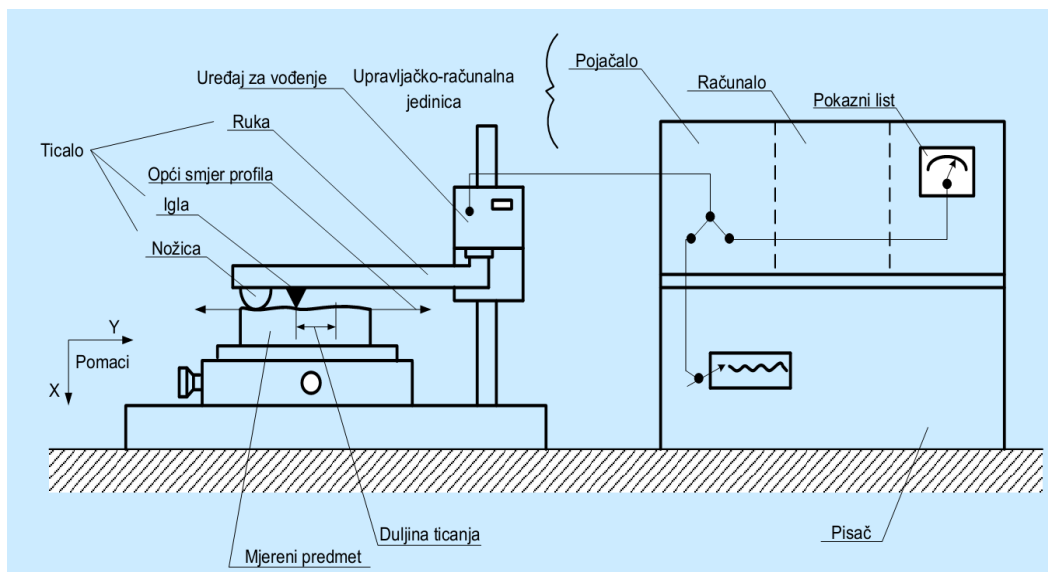 Uređaj za vođenje
Upravljačko-računalna
jedinica
Pojačalo
Računalo
Pokazni list
Ticalo
Ruka
Opći smjer profila
Igla
Nožica
Y
Pomaci
X
Mjereni predmet
Duljina ticanja
Pisač